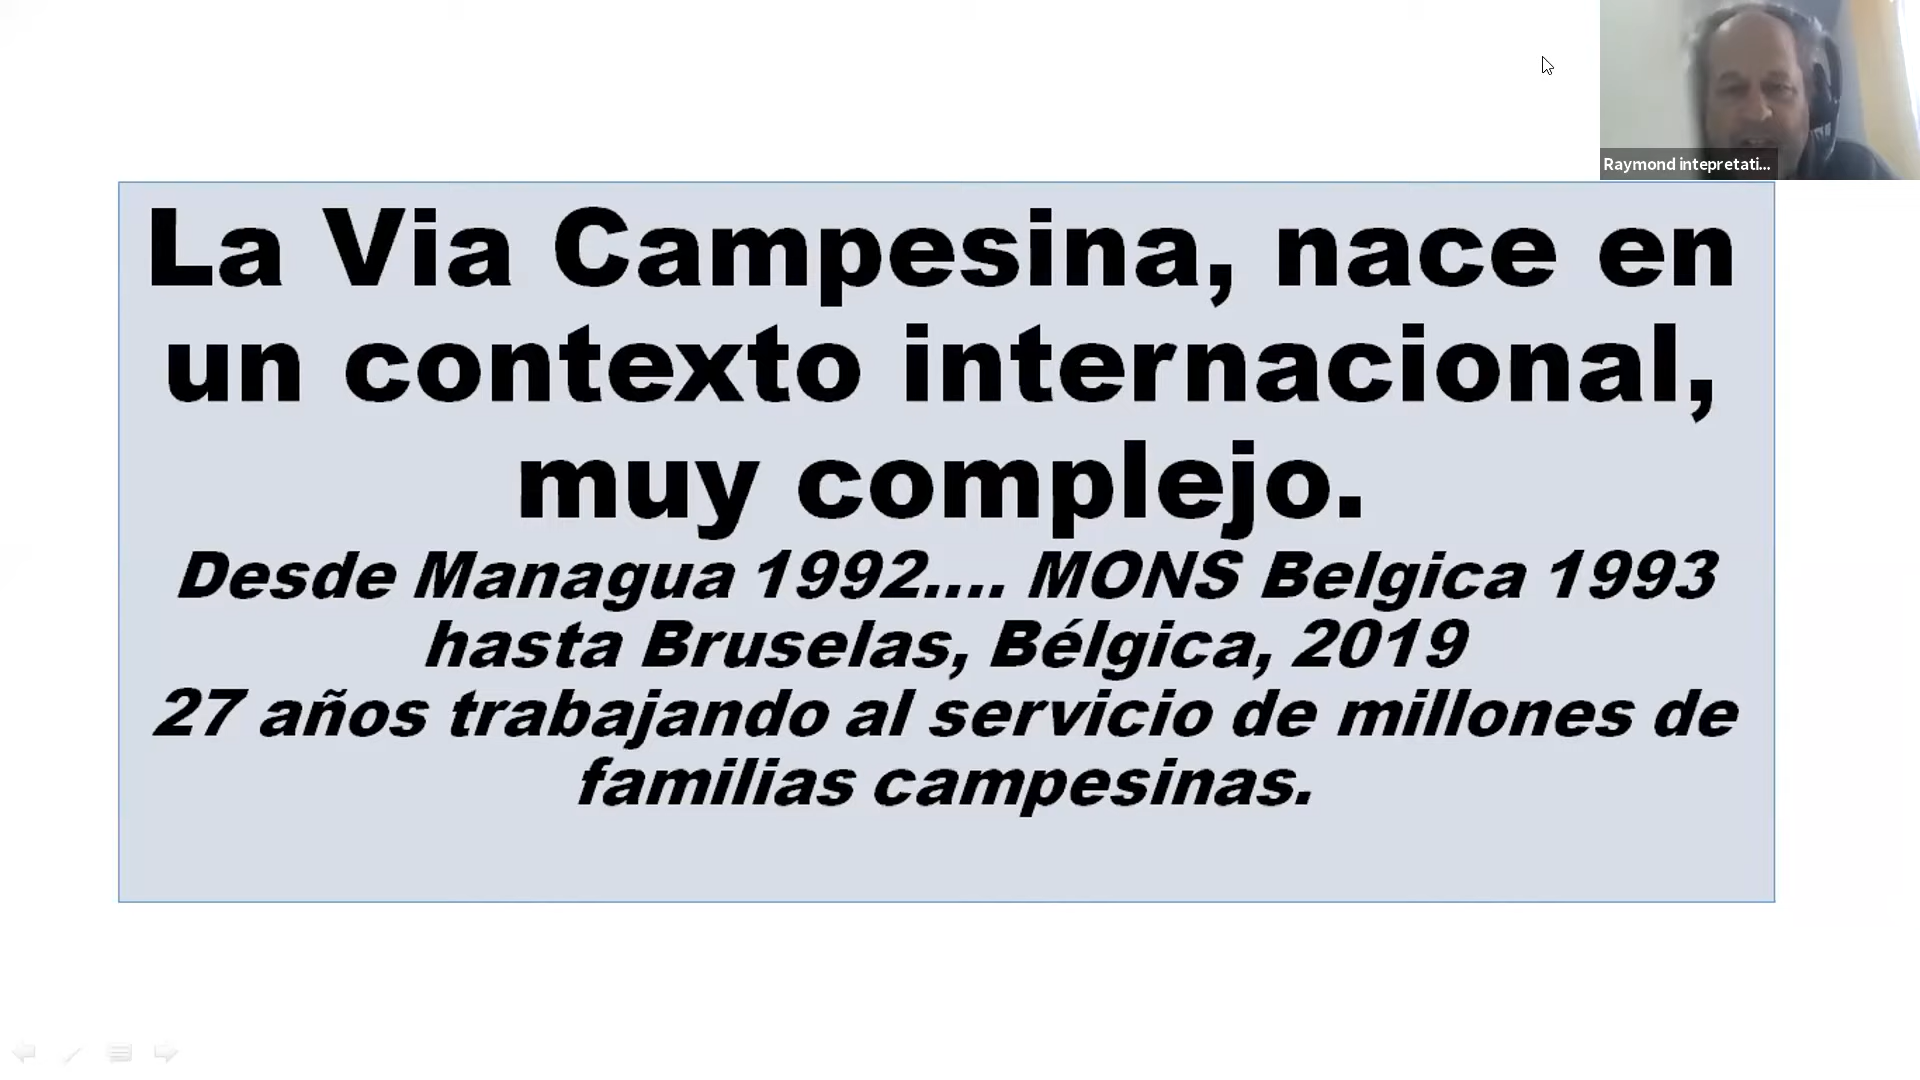 Raymond intepretati...
La Via Campesina, nace en
un contexto internacional,
muy complejo.
Desde Managua 1992.... MONS Belgica 1993
hasta Bruselas, Bélgica, 2019
27 años trabajando al servicio de millones de
familias campesinas.